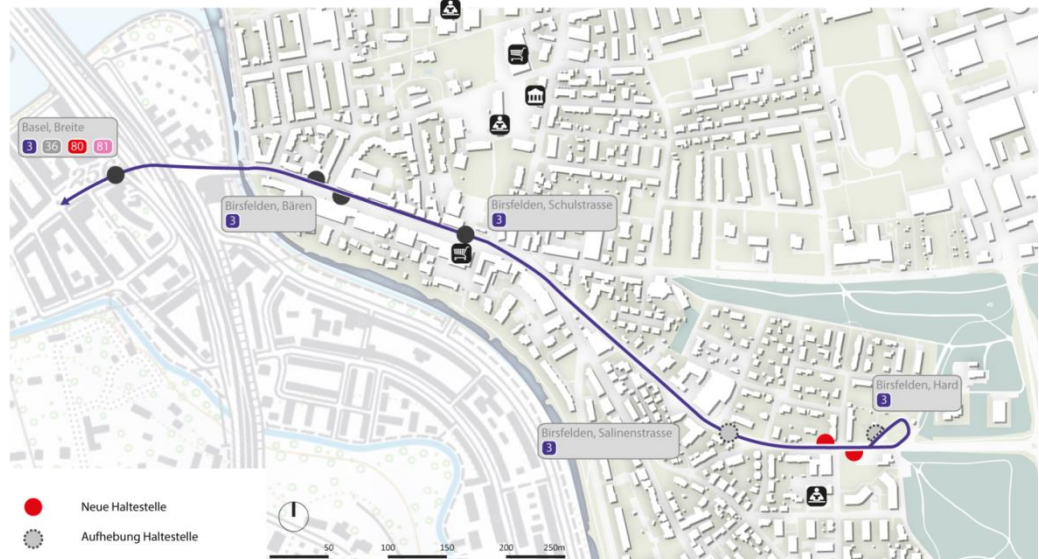 Basel, Breite
3 36 80 81
Birsfelden, Bären
3
Birsfelden, Schulstrasse
3
Birsfelden, Hard
3
Birsfelden, Salinenstrasse
3
Neue Haltestelle
Aufhebung Haltestelle
50 100 150 200 250m